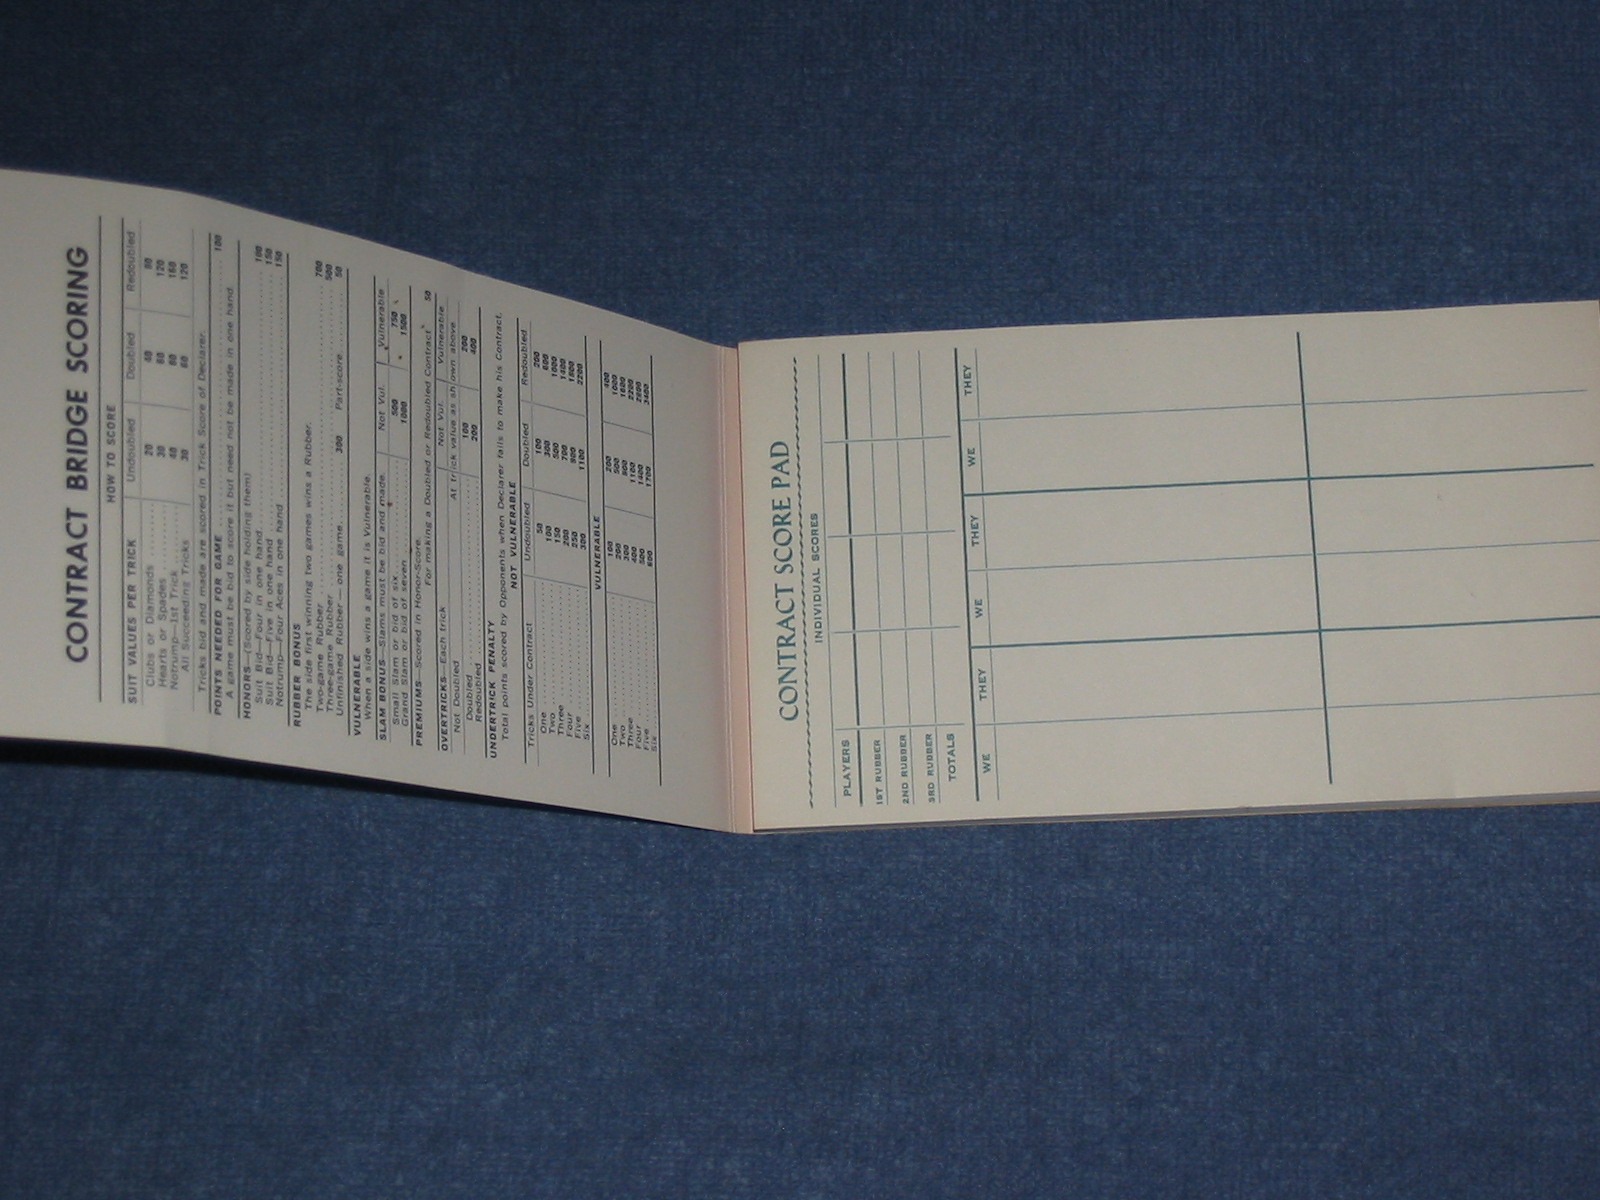 CONTRACT BRIDGE SCORING
HOW TO SCORE
SUIT VALUES PER TRICK Undoubled Doubled Redoubled
Clubs or Diamonds 20 40 80
Hearts or Spades 30 60 120
Notrump—1st Trick 40 80 160
All Succeeding Tricks 30 60 120
Tricks bid and made are scored in Trick Score of Declarer.
POINTS NEEDED FOR GAME 100
A game must be bid to score it but need not be made in one hand.
HONORS—(Scored by side holding them)
Suit Bid—Four in one hand 100
Suit Bid—Five in one hand 150
Notrump—Four Aces in one hand 150
RUBBER BONUS
The side first winning two games wins a Rubber.
Two-game Rubber 700
Three-game Rubber 500
Unfinished Rubber—one game 300 Part-score 50
VULNERABLE
When a side wins a game it is Vulnerable.
SLAM BONUS—Slams must be bid and made. Not Vul. Vulnerable
Small Slam or bid of six 500 750
Grand Slam or bid of seven 1000 1500
PREMIUMS—Scored in Honor-Score.
For making a Doubled or Redoubled Contract 50
OVERTRICKS—Each trick Not Vul. Vulnerable
Not Doubled At trick value as shown above
Doubled 100 200
Redoubled 200 400
UNDERTRICK PENALTY
Total points scored by Opponents when Declarer fails to make his Contract.
NOT VULNERABLE
Tricks Under Contract Undoubled Doubled Redoubled
One 50 100 200
Two 100 300 600
Three 150 500 1000
Four 200 700 1400
Five 250 900 1800
Six 300 1100 2200
VULNERABLE
One 100 200 400
Two 200 500 1000
Three 300 800 1600
Four 400 1100 2200
Five 500 1400 2800
Six 600 1700 3400
CONTRACT SCORE PAD
INDIVIDUAL SCORES
PLAYERS
1ST RUBBER
2ND RUBBER
3RD RUBBER
TOTALS
WE THEY WE THEY WE THEY